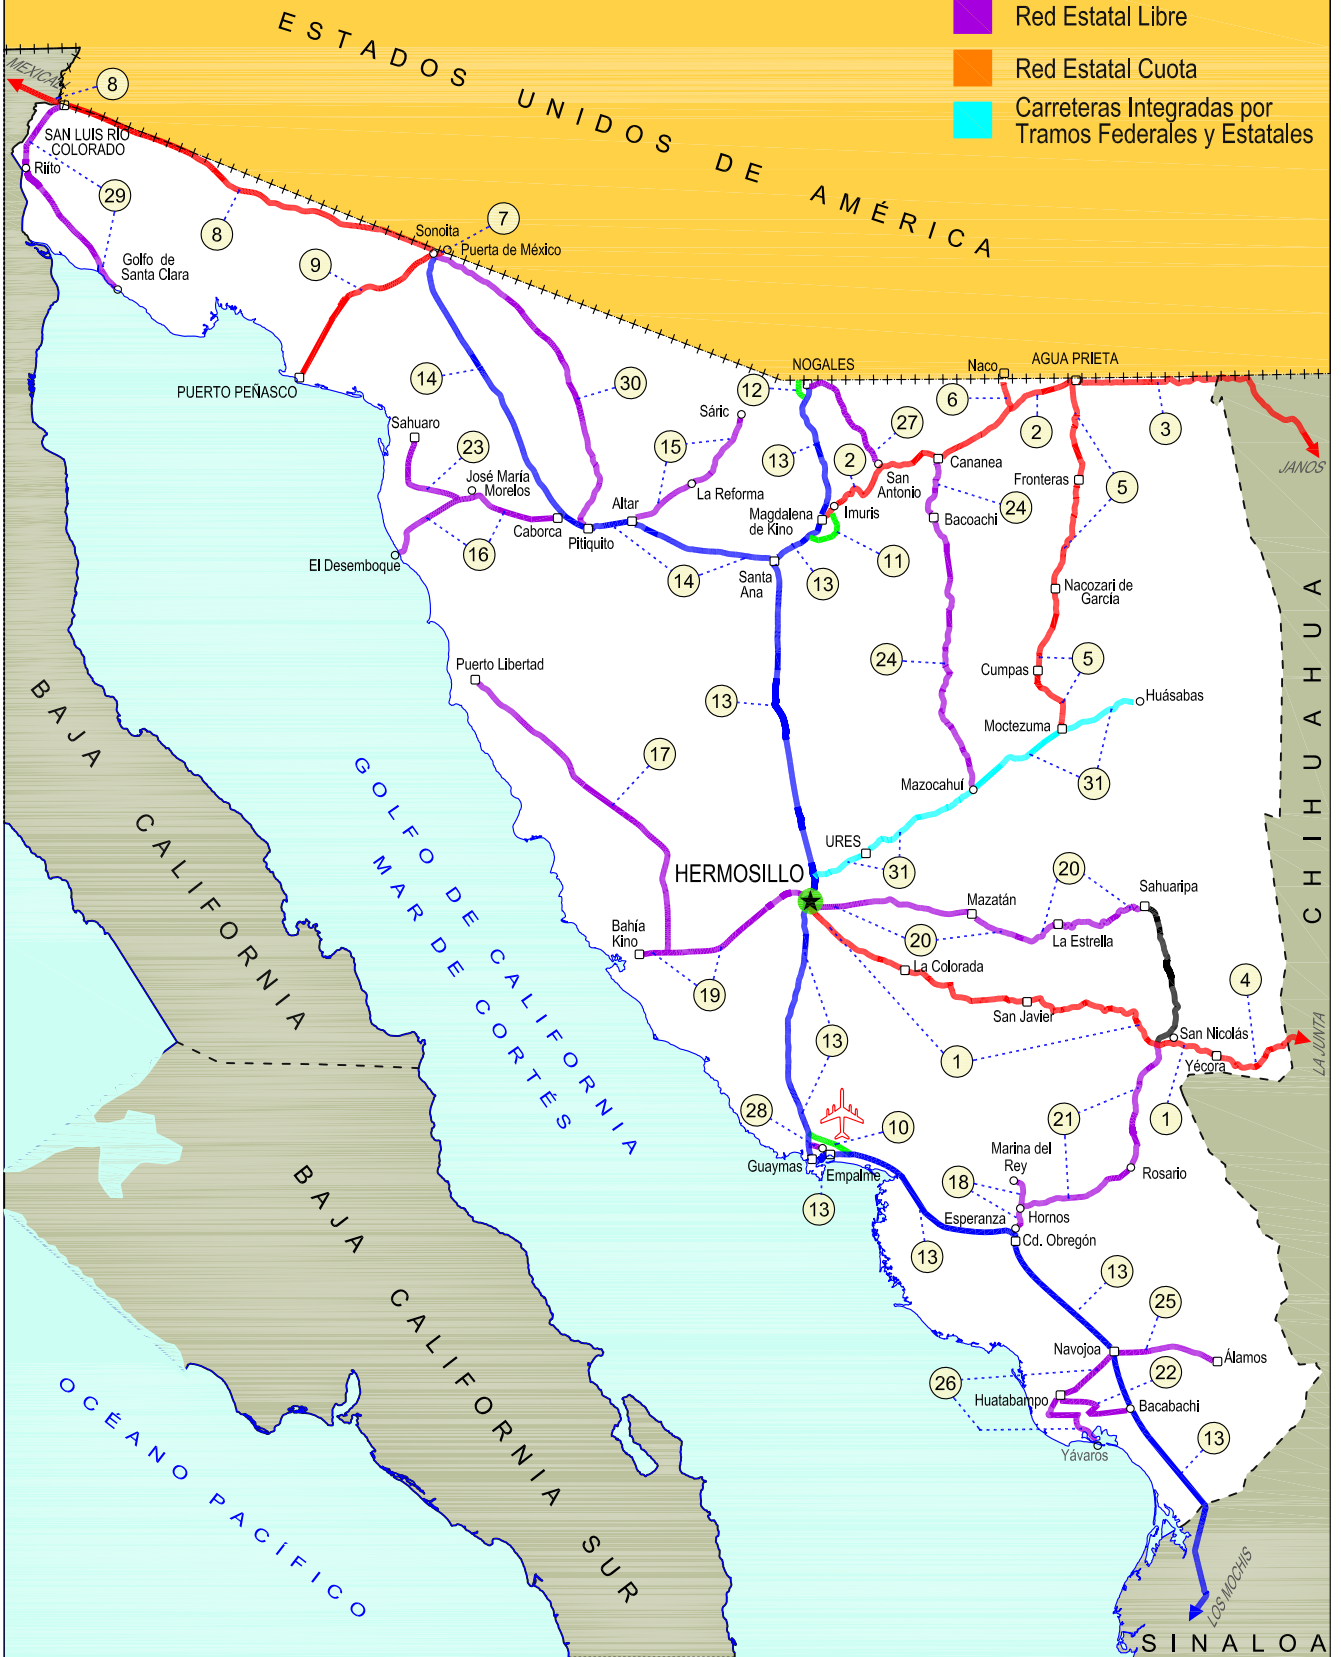 ESTADOS UNIDOS DE AMÉRICA
Red Estatal Libre
Red Estatal Cuota
Carreteras Integradas por
Tramos Federales y Estatales
MEXICALI
8
SAN LUIS RÍO
COLORADO
Riíto
29
8
Golfo de
Santa Clara
9
Sonoita
7
Puerta de México
PUERTO PEÑASCO
14
30
NOGALES
12
Naco
AGUA PRIETA
6
2
3
JANOS
Sahuaro
23
José María
Morelos
Sáric
15
La Reforma
13
27
2
San
Antonio
Cananea
24
Fronteras
5
Altar
Caborca
Pitiquito
16
El Desemboque
14
Magdalena
de Kino
Imuris
11
13
Santa
Ana
Bacoachi
Nacozari de
García
24
Cumpas
5
Puerto Libertad
13
Moctezuma
Huásabas
31
17
Mazocahuí
CHIHUAHUA
URES
31
HERMOSILLO
Mazatán
20
Sahuaripa
La Estrella
20
Bahía
Kino
19
La Colorada
San Javier
4
San Nicolás
Yécora
LA JUNTA
13
1
1
21
28
10
Guaymas
Empalme
13
Marina del
Rey
18
Rosario
Hornos
Esperanza
Cd. Obregón
13
13
25
Navojoa
Álamos
26
22
Huatabampo
Bacabachi
13
Yávaros
LOS MOCHIS
SINALOA
BAJA CALIFORNIA
GOLFO DE CALIFORNIA
MAR DE CORTÉS
BAJA CALIFORNIA SUR
OCÉANO PACÍFICO